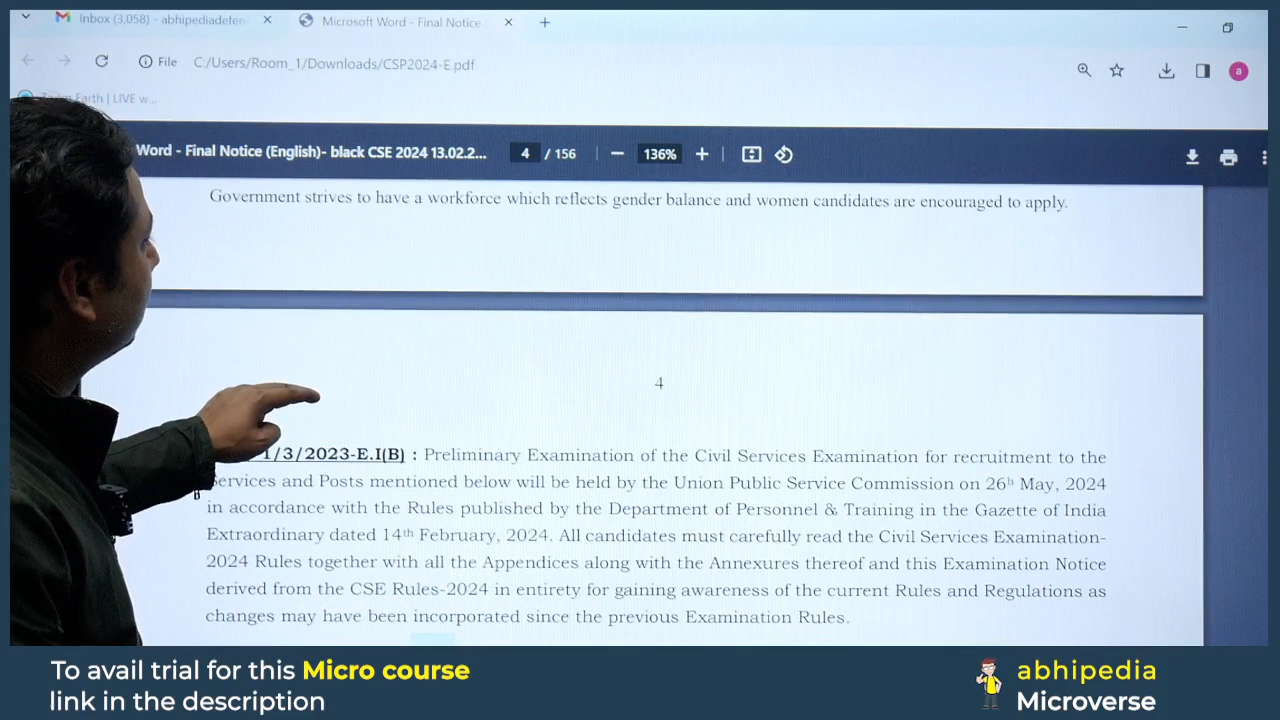 Inbox (3,058) - abhipediadefen
Microsoft Word - Final Notice
File C:/Users/Room_1/Downloads/CSP2024-E.pdf
Earth | LIVE w...
Word - Final Notice (English)- black CSE 2024 13.02.2...
4 / 156
136%
a
Government strives to have a workforce which reflects gender balance and women candidates are encouraged to apply.
4
1/3/2023-E.I(B) : Preliminary Examination of the Civil Services Examination for recruitment to the
Services and Posts mentioned below will be held by the Union Public Service Commission on 26th May, 2024
in accordance with the Rules published by the Department of Personnel & Training in the Gazette of India
Extraordinary dated 14th February, 2024. All candidates must carefully read the Civil Services Examination-
2024 Rules together with all the Appendices along with the Annexures thereof and this Examination Notice
derived from the CSE Rules-2024 in entirety for gaining awareness of the current Rules and Regulations as
changes may have been incorporated since the previous Examination Rules.
To avail trial for this Micro course
link in the description
abhipedia
Microverse